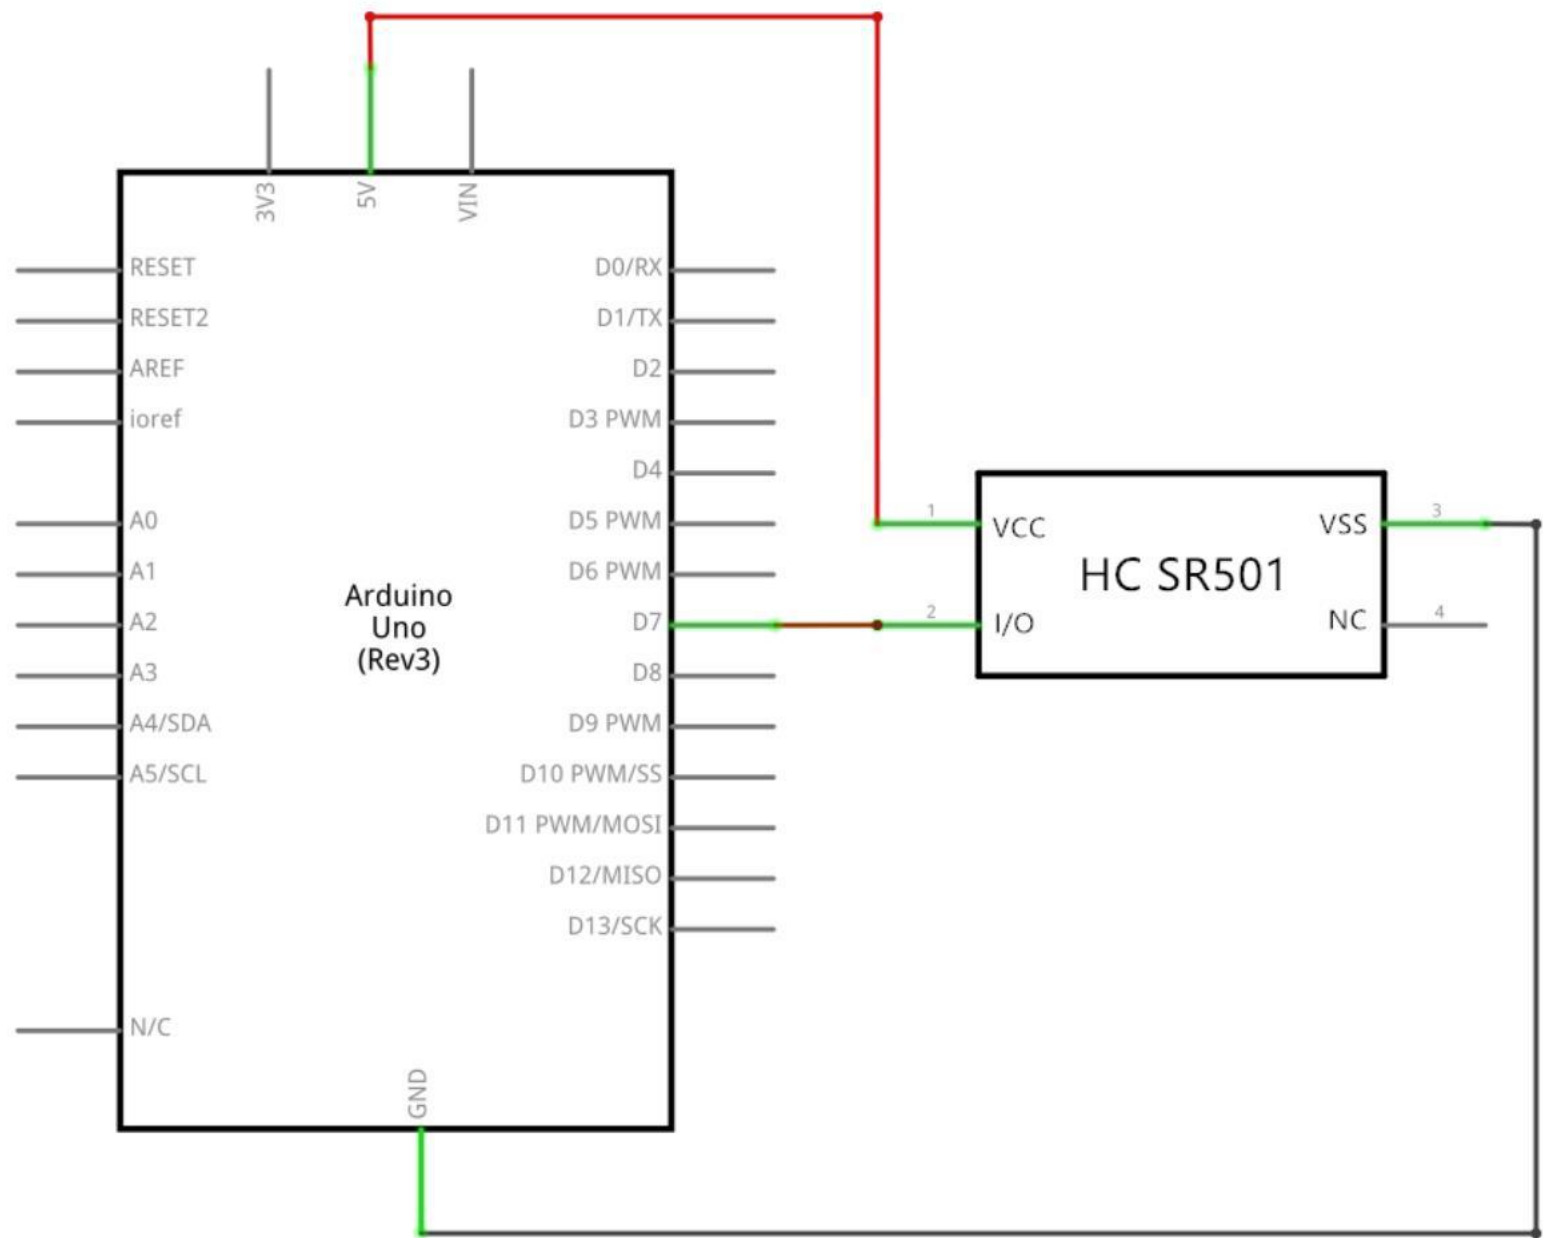 3V3
5V
VIN
RESET
RESET2
AREF
ioref
A0
A1
A2
A3
A4/SDA
A5/SCL
N/C
Arduino
Uno
(Rev3)
D0/RX
D1/TX
D2
D3 PWM
D4
D5 PWM
D6 PWM
D7
D8
D9 PWM
D10 PWM/SS
D11 PWM/MOSI
D12/MISO
D13/SCK
GND
1
2
VCC
I/O
HC SR501
VSS
NC
3
4